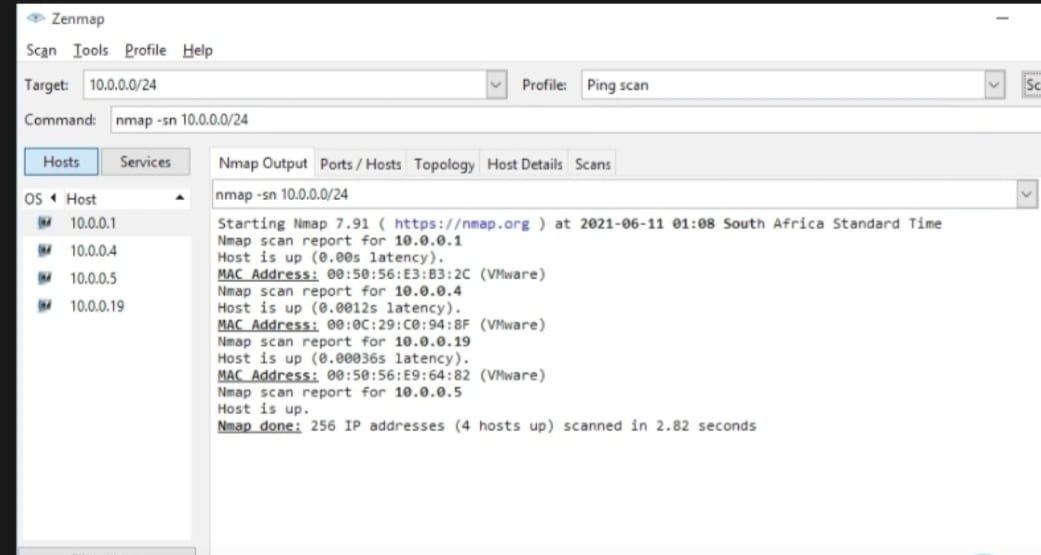 Zenmap
Scan Tools Profile Help
Target: 10.0.0.0/24 Profile: Ping scan Sc
Command: nmap -sn 10.0.0.0/24
Hosts Services Nmap Output Ports / Hosts Topology Host Details Scans
OS Host
nmap -sn 10.0.0.0/24
10.0.0.1
10.0.0.4
10.0.0.5
10.0.0.19
Starting Nmap 7.91 ( https://nmap.org ) at 2021-06-11 01:08 South Africa Standard Time
Nmap scan report for 10.0.0.1
Host is up (0.00s latency).
MAC Address: 00:50:56:E3:B3:2C (VMware)
Nmap scan report for 10.0.0.4
Host is up (0.0012s latency).
MAC Address: 00:0C:29:C0:94:8F (VMware)
Nmap scan report for 10.0.0.19
Host is up (0.00036s latency).
MAC Address: 00:50:56:E9:64:82 (VMware)
Nmap scan report for 10.0.0.5
Host is up.
Nmap done: 256 IP addresses (4 hosts up) scanned in 2.82 seconds